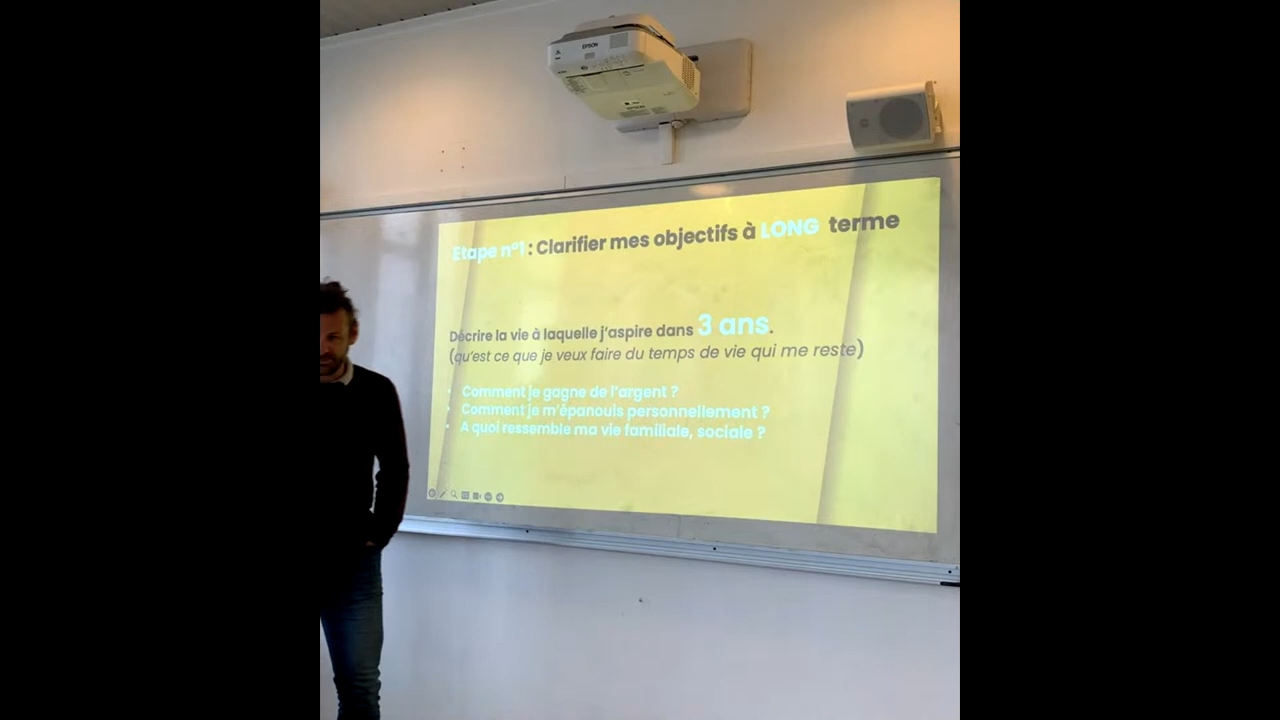 EPSON
EPSON
Etape n°1 : Clarifier mes objectifs à LONG terme
Décrire la vie à laquelle j'aspire dans 3 ans.
(qu'est ce que je veux faire du temps de vie qui me reste)
• Comment je gagne de l'argent ?
• Comment je m'épanouis personnellement ?
• A quoi ressemble ma vie familiale, sociale ?